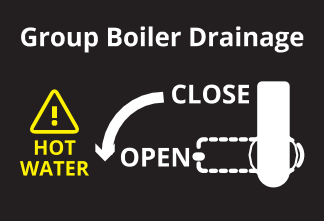 Group Boiler Drainage
CLOSE
HOT
WATER
OPEN